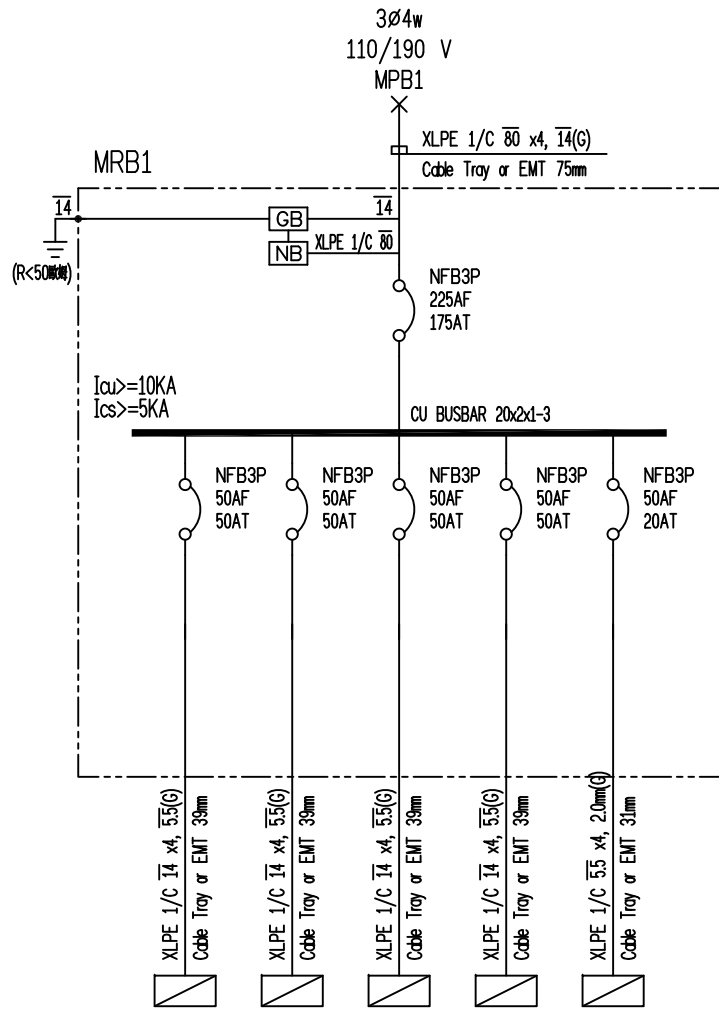 3Ø4w
110/190 V
MPB1
XLPE 1/C 80 x4, 14(G)
Cable Tray or EMT 75mm
MRB1
14
GB
14
NB
XLPE 1/C 80
(R<50
NFB3P
225AF
175AT
Icu>=10KA
Ics>=5KA
CU BUSBAR 20x2x1-3
NFB3P
50AF
50AT
NFB3P
50AF
50AT
NFB3P
50AF
50AT
NFB3P
50AF
50AT
NFB3P
50AF
20AT
XLPE 1/C 14 x4, 5.5(G)
Cable Tray or EMT 39mm
XLPE 1/C 14 x4, 5.5(G)
Cable Tray or EMT 39mm
XLPE 1/C 14 x4, 5.5(G)
Cable Tray or EMT 39mm
XLPE 1/C 14 x4, 5.5(G)
Cable Tray or EMT 39mm
XLPE 1/C 5.5 x4, 2.0mm(G)
Cable Tray or EMT 31mm